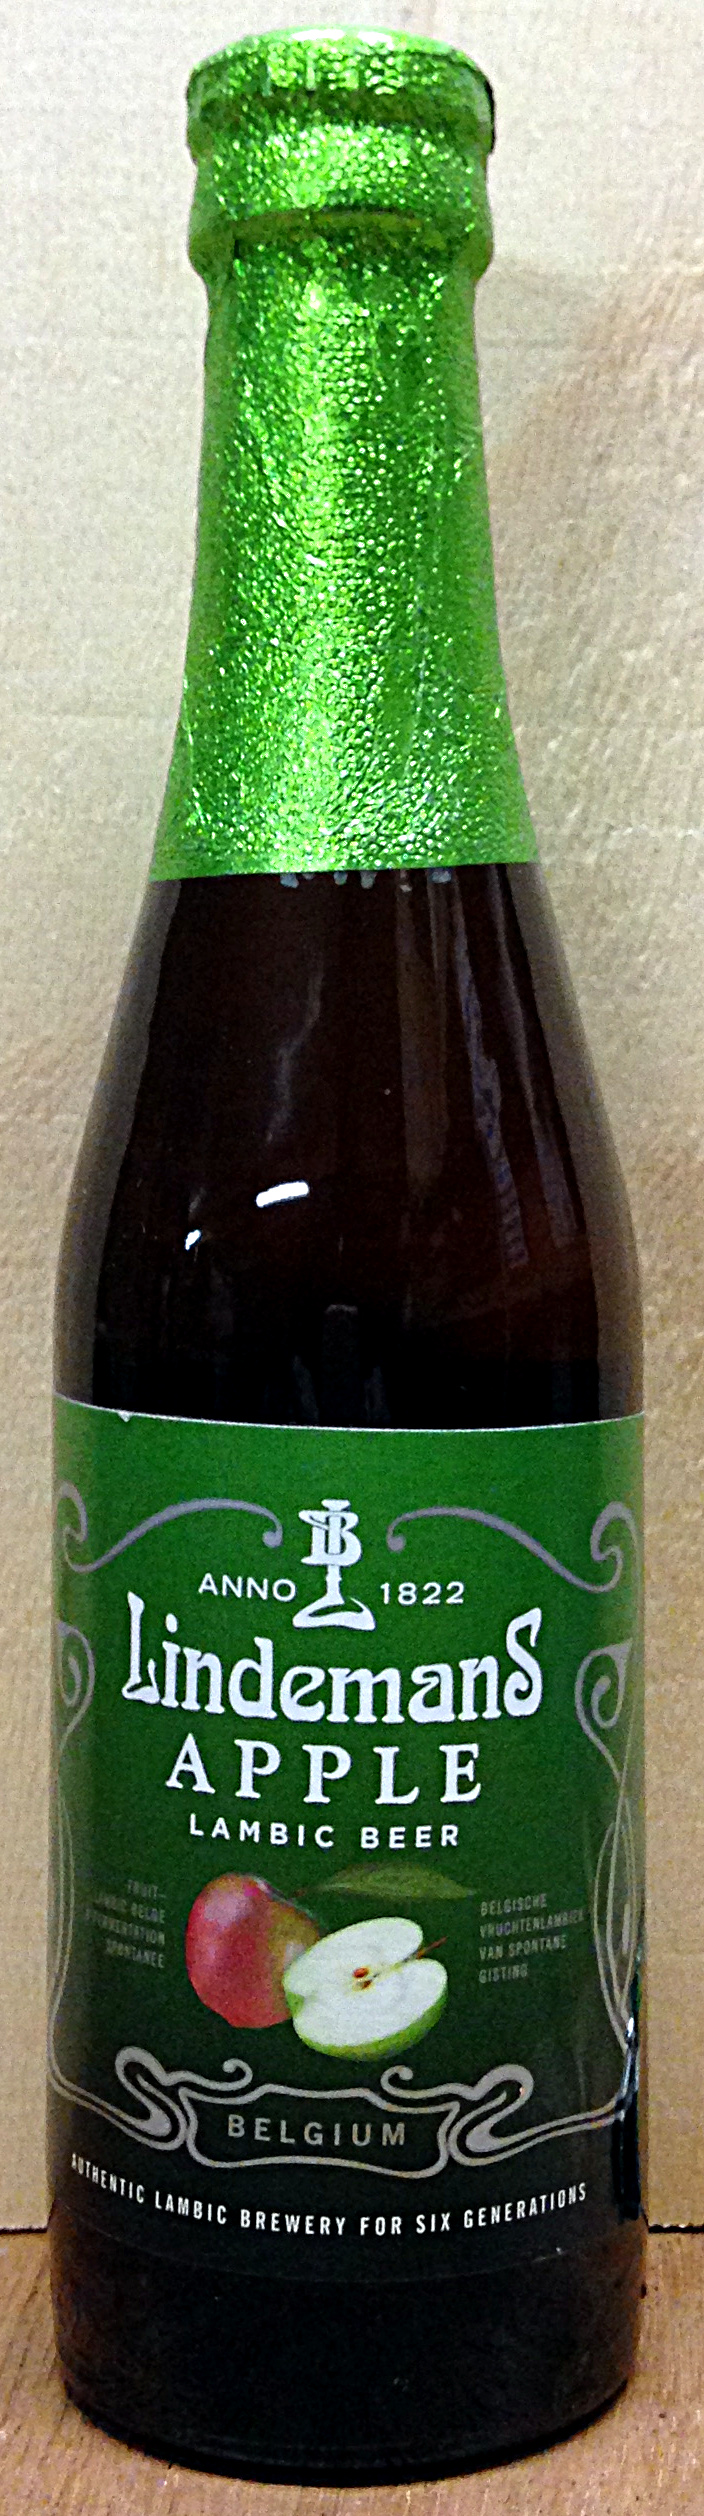 ANNO 1822
LindemanS
APPLE
LAMBIC BEER
FRUIT-
LAMBIC BELGE
FERMENTATION
SPONTANEE
BELGISCHE
VRUCHTENLAMBIEK
VAN SPONTANE
GISTING
BELGIUM
AUTHENTIC LAMBIC BREWERY FOR SIX GENERATIONS